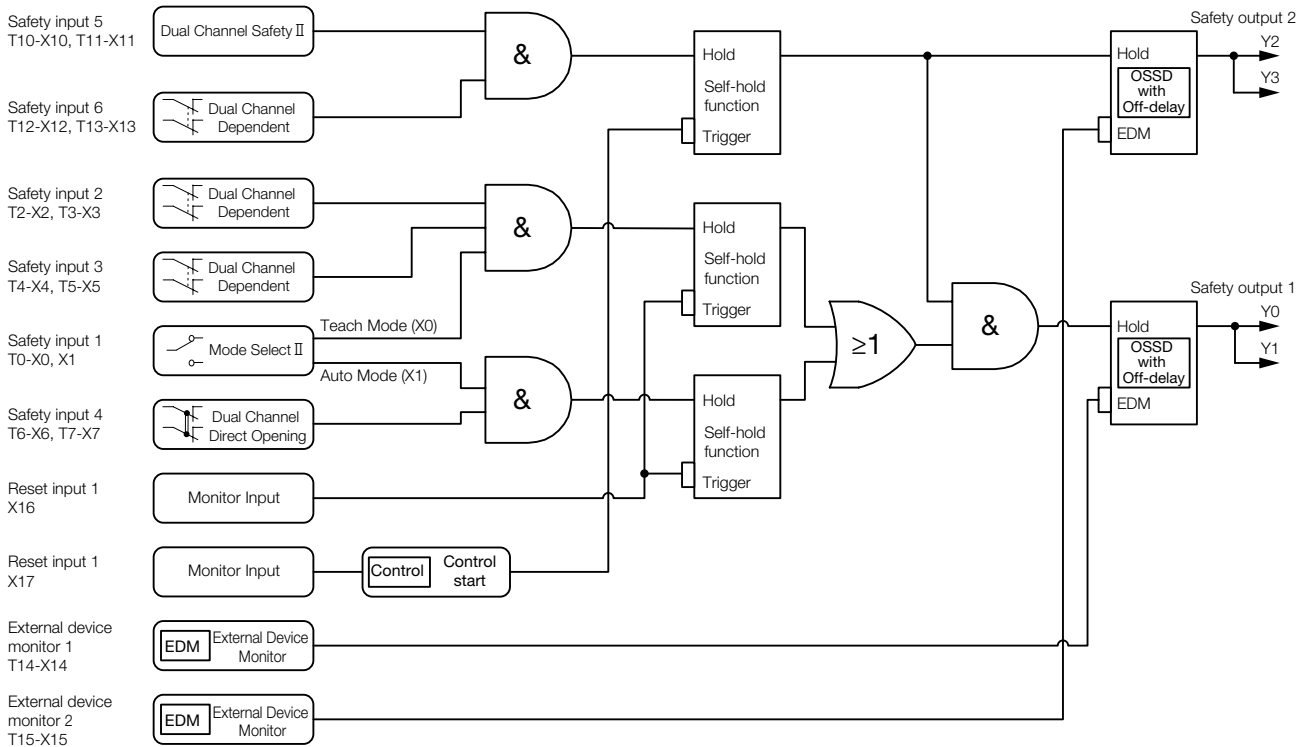 Safety input 5
T10-X10, T11-X11
Dual Channel Safety II
Safety input 6
T12-X12, T13-X13
Dual Channel
Dependent
&
Hold
Self-hold
function
Trigger
Safety output 2
Hold
OSSD
with
Off-delay
EDM
Y2
Y3
Safety input 2
T2-X2, T3-X3
Dual Channel
Dependent
Safety input 3
T4-X4, T5-X5
Dual Channel
Dependent
&
Hold
Self-hold
function
Trigger
Safety input 1
T0-X0, X1
Mode Select II
Teach Mode (X0)
Auto Mode (X1)
Safety input 4
T6-X6, T7-X7
Dual Channel
Direct Opening
&
Hold
Self-hold
function
Trigger
≥1
&
Safety output 1
Hold
OSSD
with
Off-delay
EDM
Y0
Y1
Reset input 1
X16
Monitor Input
Reset input 1
X17
Monitor Input
Control
Control
start
External device
monitor 1
T14-X14
EDM
External Device
Monitor
External device
monitor 2
T15-X15
EDM
External Device
Monitor